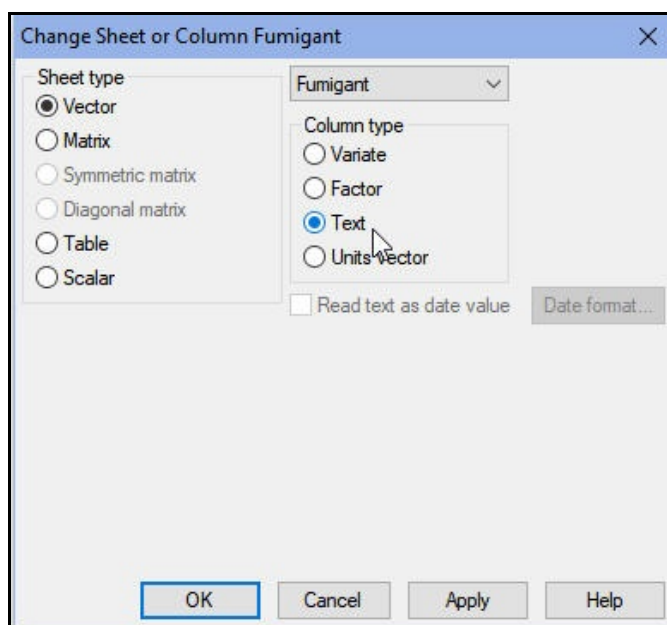 Change Sheet or Column Fumigant
Sheet type
Vector
Matrix
Symmetric matrix
Diagonal matrix
Table
Scalar
Fumigant
Column type
Variate
Factor
Text
Units vector
Read text as date value
Date format...
OK
Cancel
Apply
Help